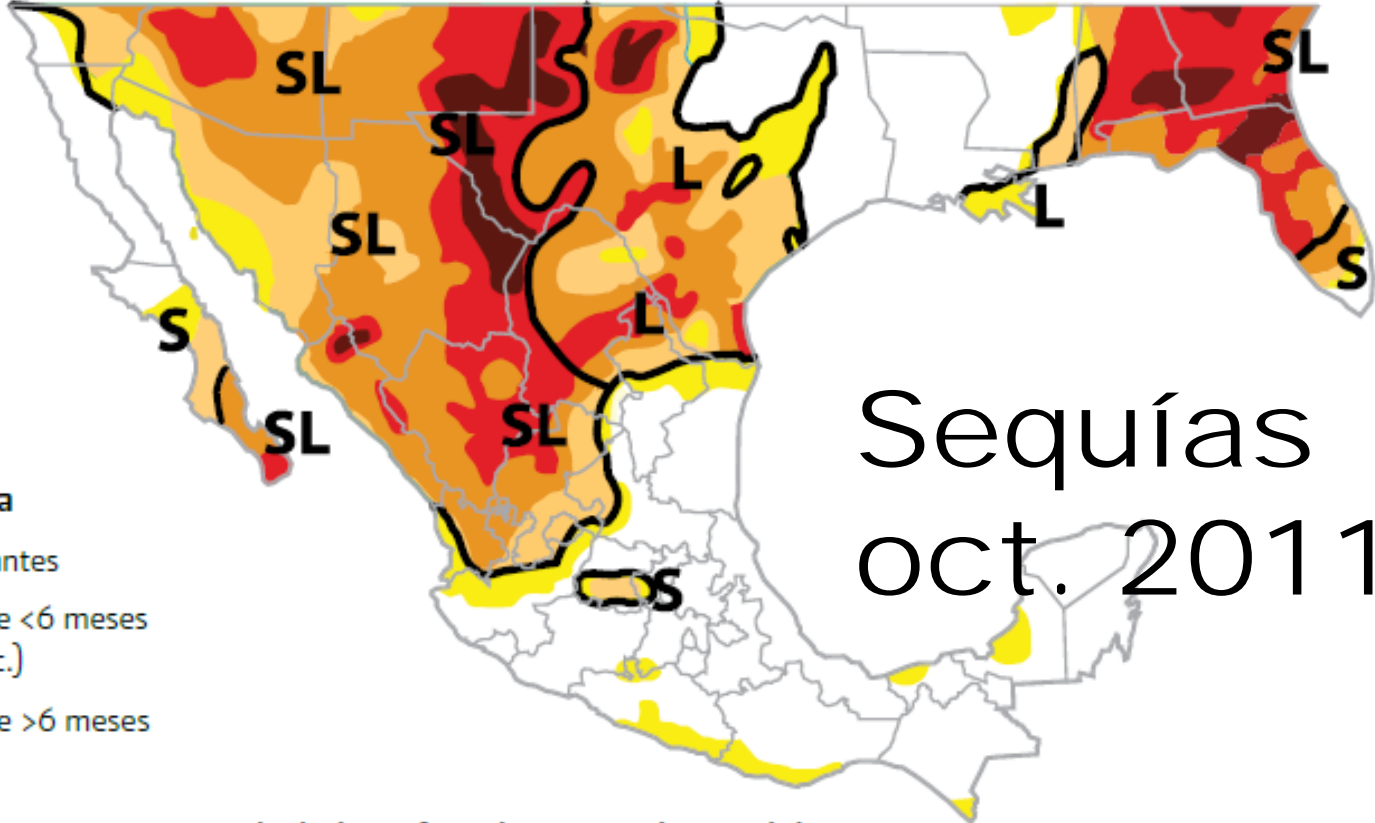 SL
SL
SL
L
SL
L
S
S
L
SL
SL
S
Sequías
oct. 2011
a
ntes
e <6 meses
.)
e >6 meses